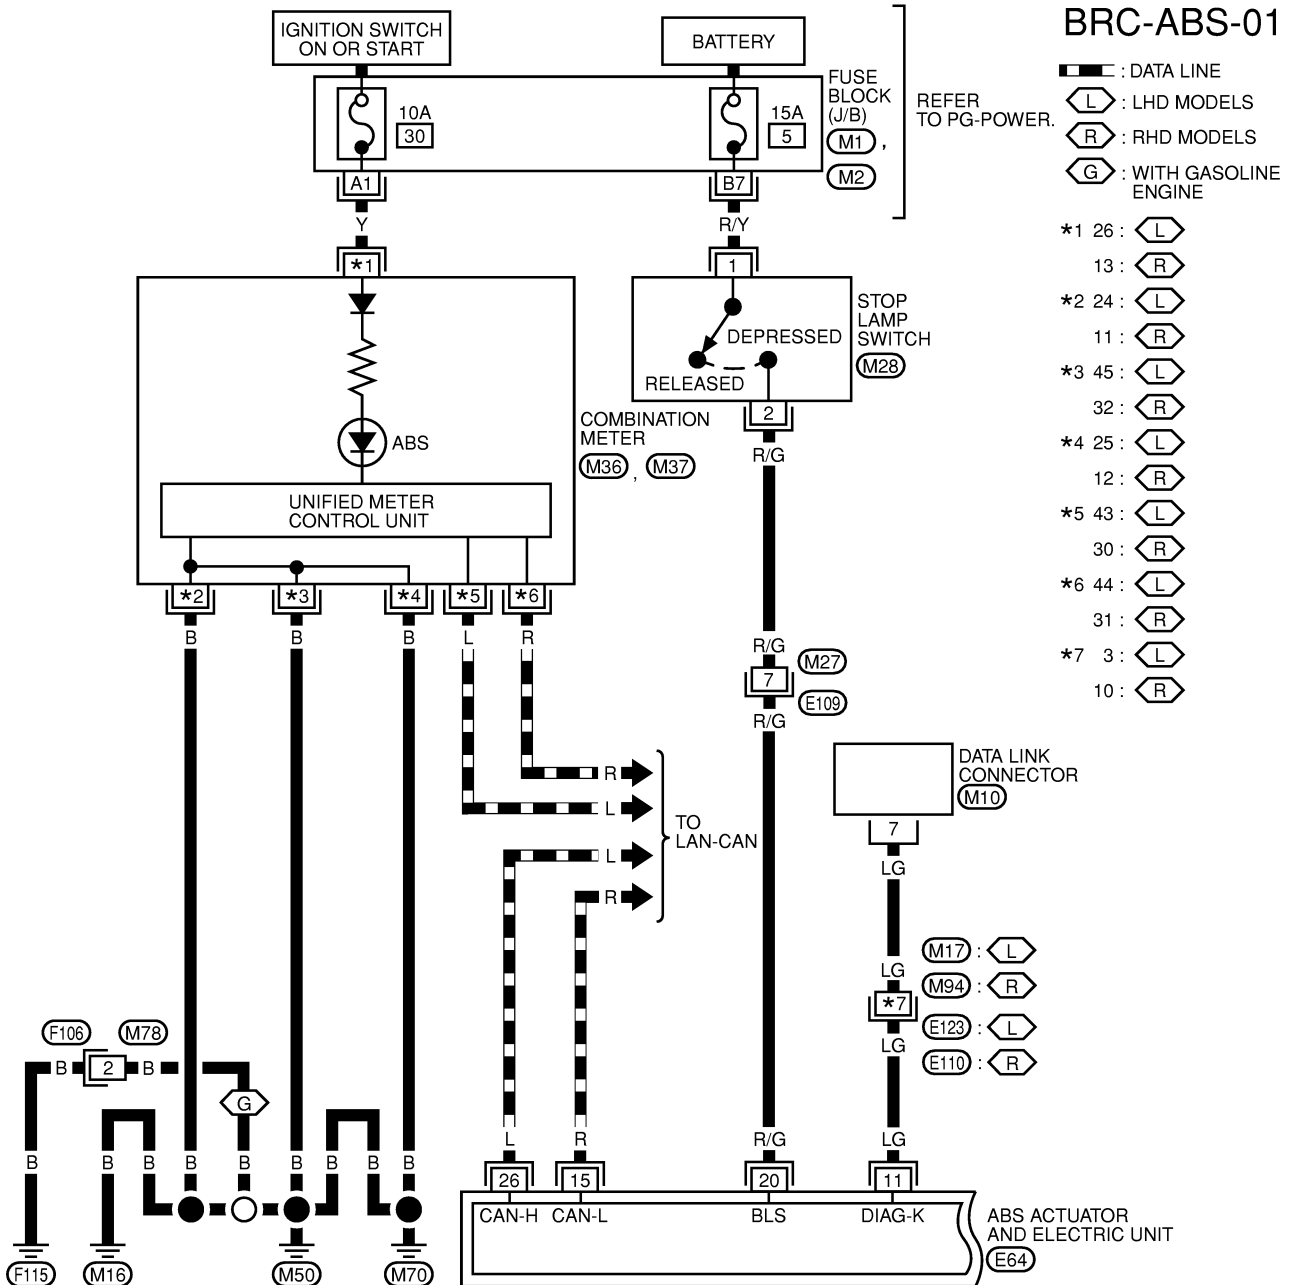 BRC-ABS-01
IGNITION SWITCH
ON OR START
BATTERY
10A
30
15A
5
FUSE
BLOCK
(J/B)
M1 ,
M2
REFER
TO PG-POWER.
: DATA LINE
L : LHD MODELS
R : RHD MODELS
G : WITH GASOLINE
ENGINE
A1
B7
Y
R/Y
*1
1
*1 26 : L
13 : R
*2 24 : L
11 : R
*3 45 : L
32 : R
*4 25 : L
12 : R
*5 43 : L
30 : R
*6 44 : L
31 : R
*7 3 : L
10 : R
STOP
LAMP
SWITCH
M28
DEPRESSED
RELEASED
2
R/G
COMBINATION
METER
M36 , M37
ABS
UNIFIED METER
CONTROL UNIT
*2 *3 *4 *5 *6
B B B L R
R/G
7
M27
E109
R/G
R
L
L
R
TO
LAN-CAN
DATA LINK
CONNECTOR
M10
7
LG
LG
*7
LG
M17 : L
M94 : R
E123 : L
E110 : R
F106 M78
B 2 B
G
B B B B B B B B B
L R R/G LG
26 15 20 11
CAN-H CAN-L BLS DIAG-K
ABS ACTUATOR
AND ELECTRIC UNIT
E64
F115 M16 M50 M70